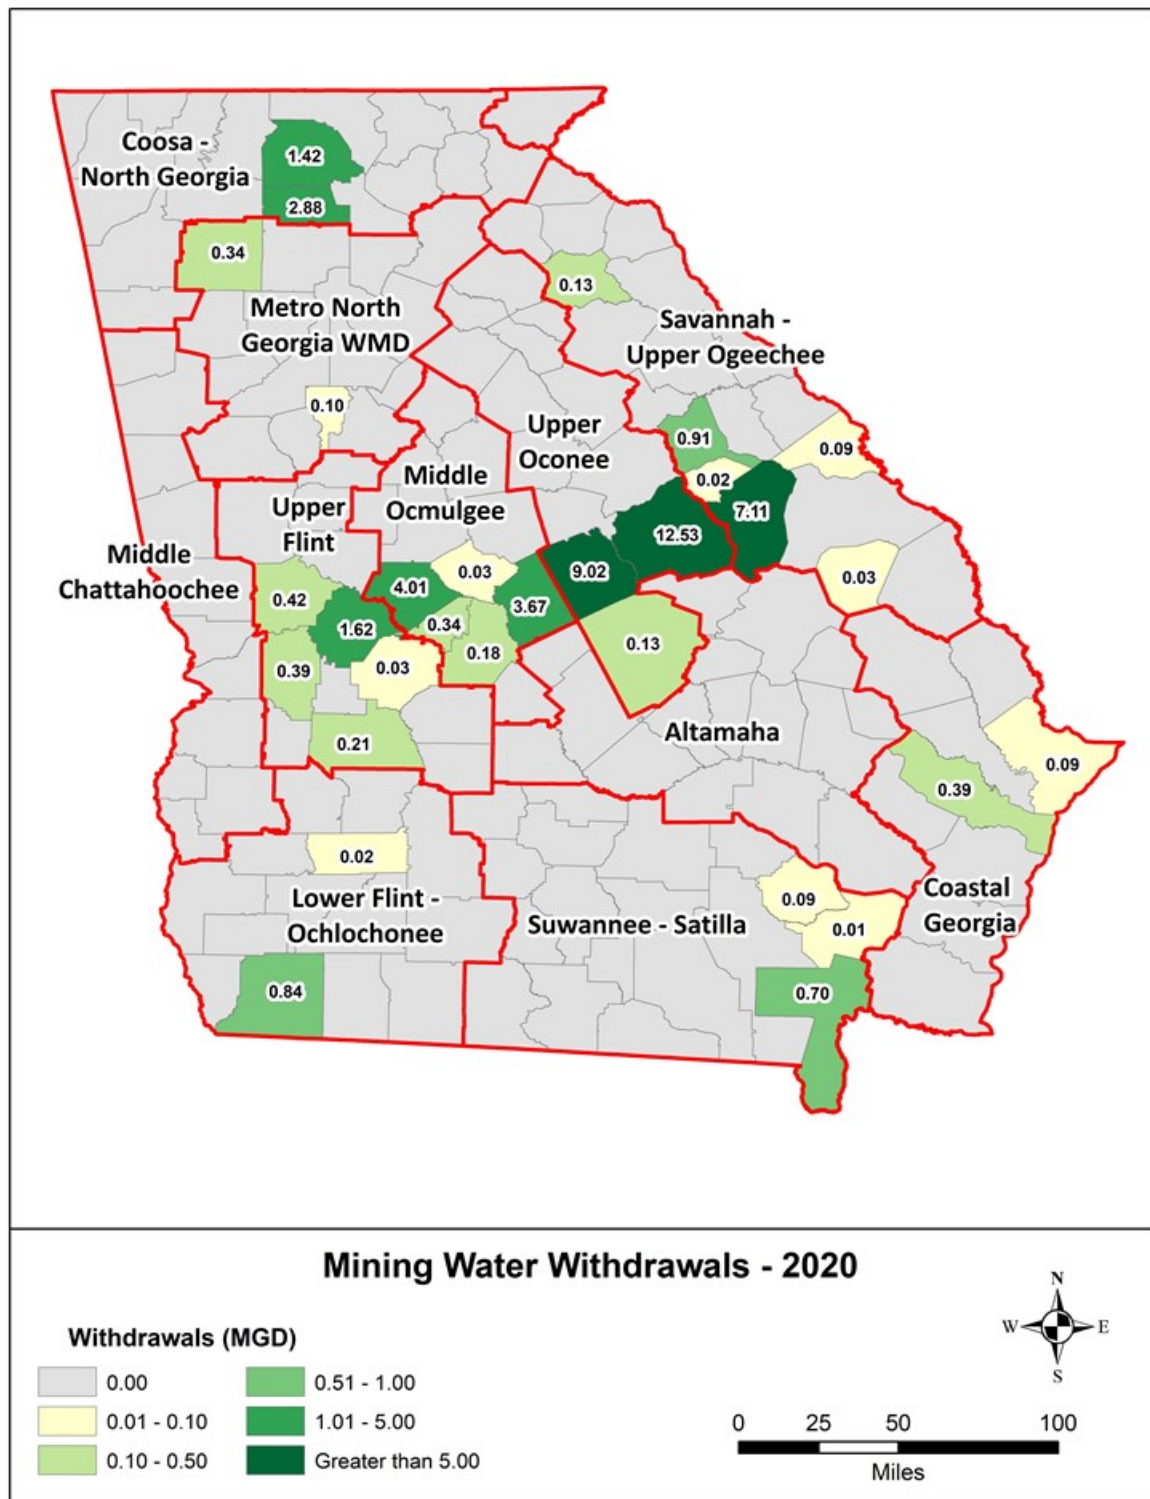 Coosa -
North Georgia
1.42
2.88
0.34
Metro North
Georgia WMD
0.13
Savannah -
Upper Ogeechee
0.10
Upper
Oconee
0.91
0.09
0.02
7.11
12.53
Middle
Ocmulgee
Upper
Flint
Middle
Chattahoochee
0.42
4.01
0.03
3.67
9.02
0.03
1.62
0.34
0.18
0.13
0.39
0.03
0.21
Altamaha
0.09
0.39
0.02
Lower Flint -
Ochlochonee
Suwannee - Satilla
0.09
0.01
Coastal
Georgia
0.84
0.70
Mining Water Withdrawals - 2020
Withdrawals (MGD)
0.00
0.01 - 0.10
0.10 - 0.50
0.51 - 1.00
1.01 - 5.00
Greater than 5.00
N
W
E
S
0 25 50 100
Miles